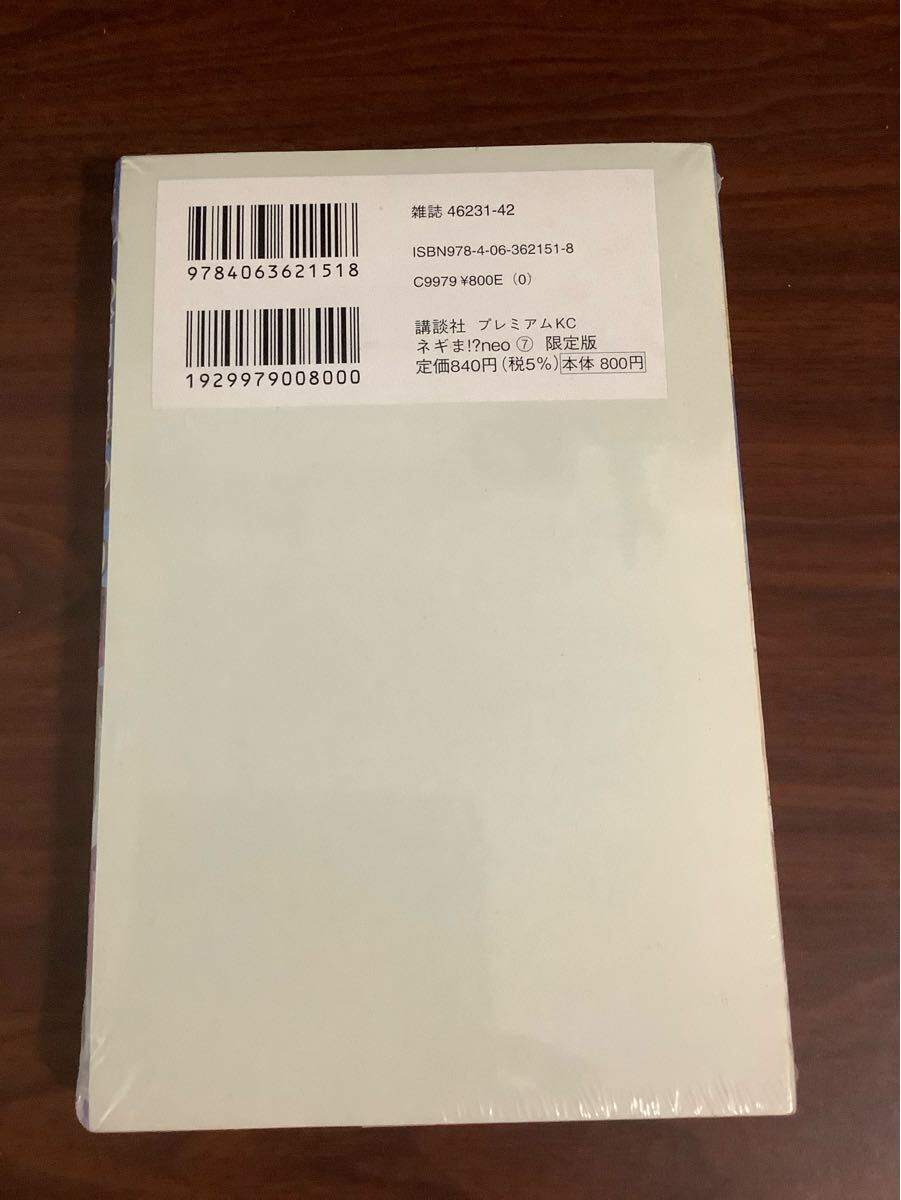 雑誌 46231-42
9784063621518
ISBN978-4-06-362151-8
C9979 ¥800E (0)
1929979008000
講談社 プレミアムKC
ネギま!?neo ⑦ 限定版
定価840円(税5%) 本体 800円